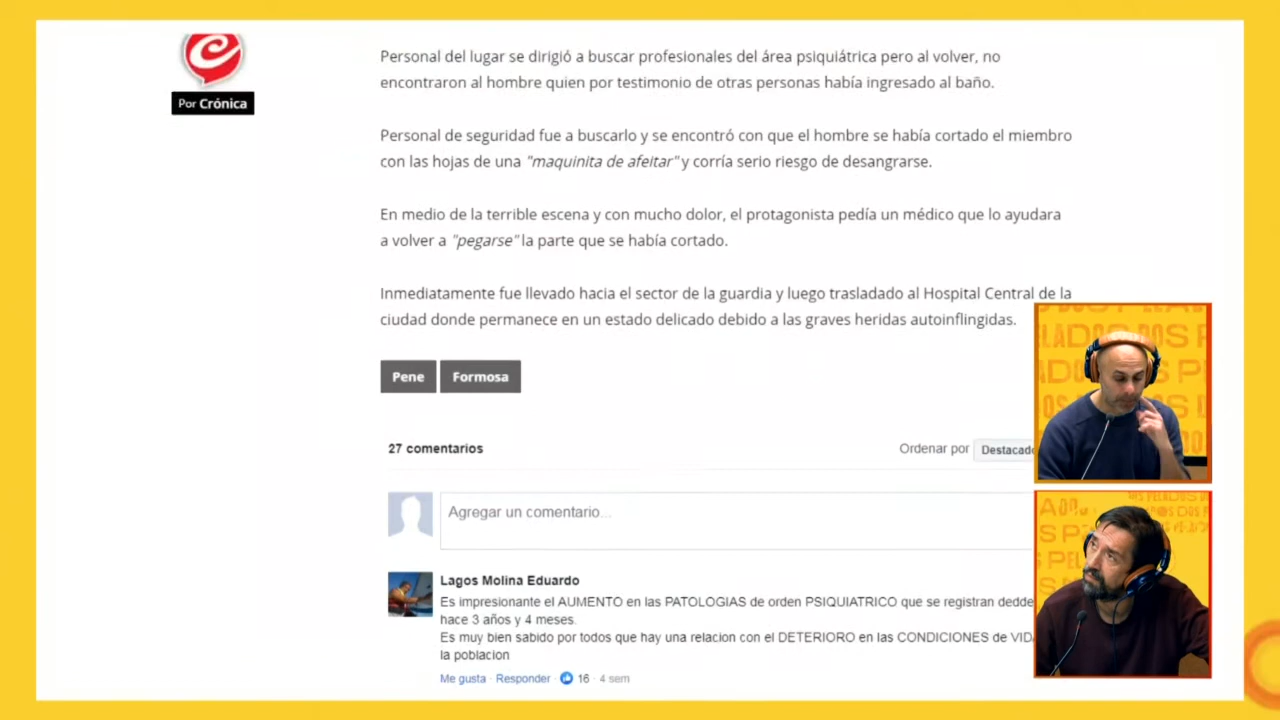 Por Crónica
Personal del lugar se dirigió a buscar profesionales del área psiquiátrica pero al volver, no
encontraron al hombre quien por testimonio de otras personas había ingresado al baño.
Personal de seguridad fue a buscarlo y se encontró con que el hombre se había cortado el miembro
con las hojas de una "maquinita de afeitar" y corría serio riesgo de desangrarse.
En medio de la terrible escena y con mucho dolor, el protagonista pedía un médico que lo ayudara
a volver a "pegarse" la parte que se había cortado.
Inmediatamente fue llevado hacia el sector de la guardia y luego trasladado al Hospital Central de la
ciudad donde permanece en un estado delicado debido a las graves heridas autoinflingidas.
Pene
Formosa
27 comentarios
Ordenar por
Agregar un comentario...
Lagos Molina Eduardo
Es impresionante el AUMENTO en las PATOLOGIAS de orden PSIQUIATRICO que se registran dedde
hace 3 años y 4 meses.
Es muy bien sabido por todos que hay una relacion con el DETERIORO en las CONDICIONES de
la poblacion
Me gusta · Responder · 16 · 4 sem